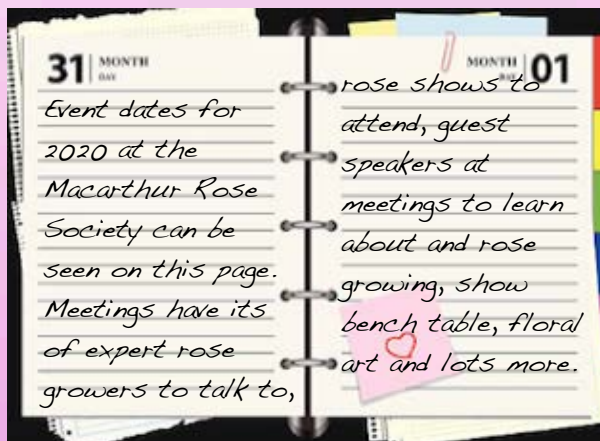 31 MONTH
DAY
Event dates for
2020 at the
Macarthur Rose
Society can be
seen on this page.
Meetings have its
of expert rose
growers to talk to,
MONTH 01
DAY
rose shows to
attend, guest
speakers at
meetings to learn
about and rose
growing, show
bench table, floral
art and lots more.